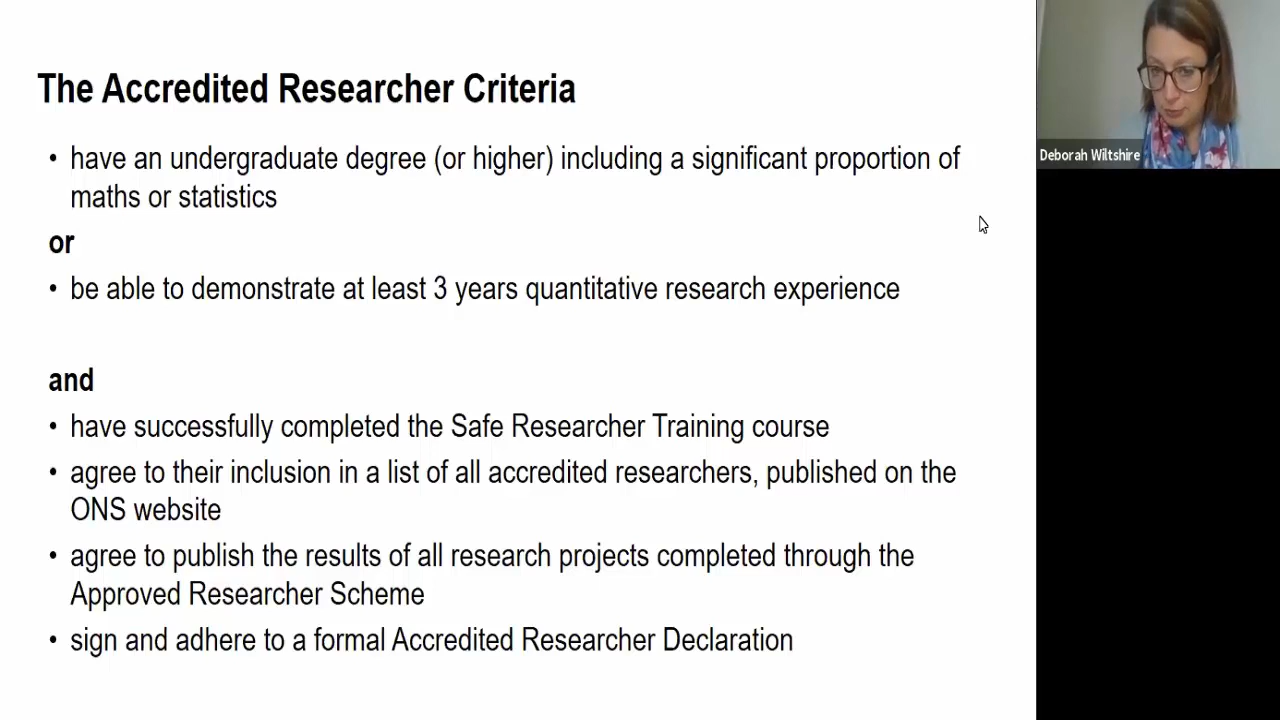 The Accredited Researcher Criteria
• have an undergraduate degree (or higher) including a significant proportion of
maths or statistics
or
• be able to demonstrate at least 3 years quantitative research experience
and
• have successfully completed the Safe Researcher Training course
• agree to their inclusion in a list of all accredited researchers, published on the
ONS website
• agree to publish the results of all research projects completed through the
Approved Researcher Scheme
• sign and adhere to a formal Accredited Researcher Declaration
Deborah Wiltshire